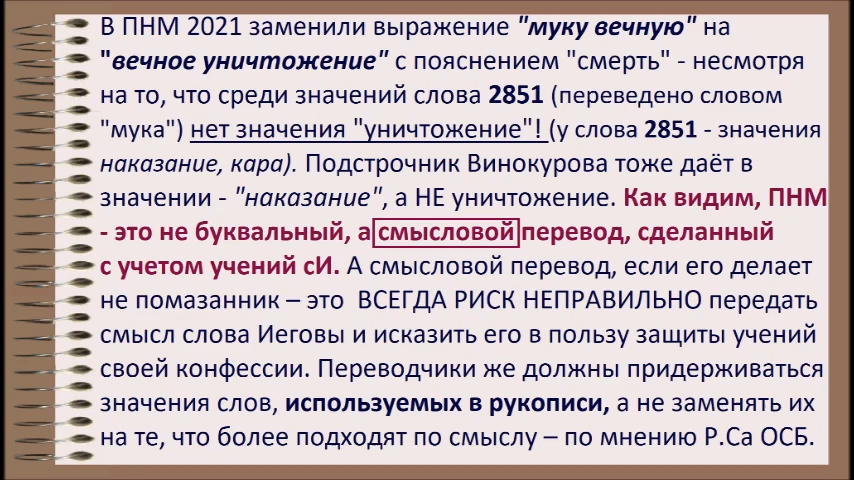 В ПНМ 2021 заменили выражение "муку вечную" на
"вечное уничтожение" с пояснением "смерть" - несмотря
на то, что среди значений слова 2851 (переведено словом
"мука") нет значения "уничтожение"! (у слова 2851 - значения
наказание, кара). Подстрочник Винокурова тоже даёт в
значении - "наказание", а НЕ уничтожение. Как видим, ПНМ
- это не буквальный, а смысловой перевод, сделанный
с учетом учений сИ. А смысловой перевод, если его делает
не помазанник – это ВСЕГДА РИСК НЕПРАВИЛЬНО передать
смысл слова Иеговы и исказить его в пользу защиты учений
своей конфессии. Переводчики же должны придерживаться
значения слов, используемых в рукописи, а не заменять их
на те, что более подходят по смыслу – по мнению Р.Са ОСБ.